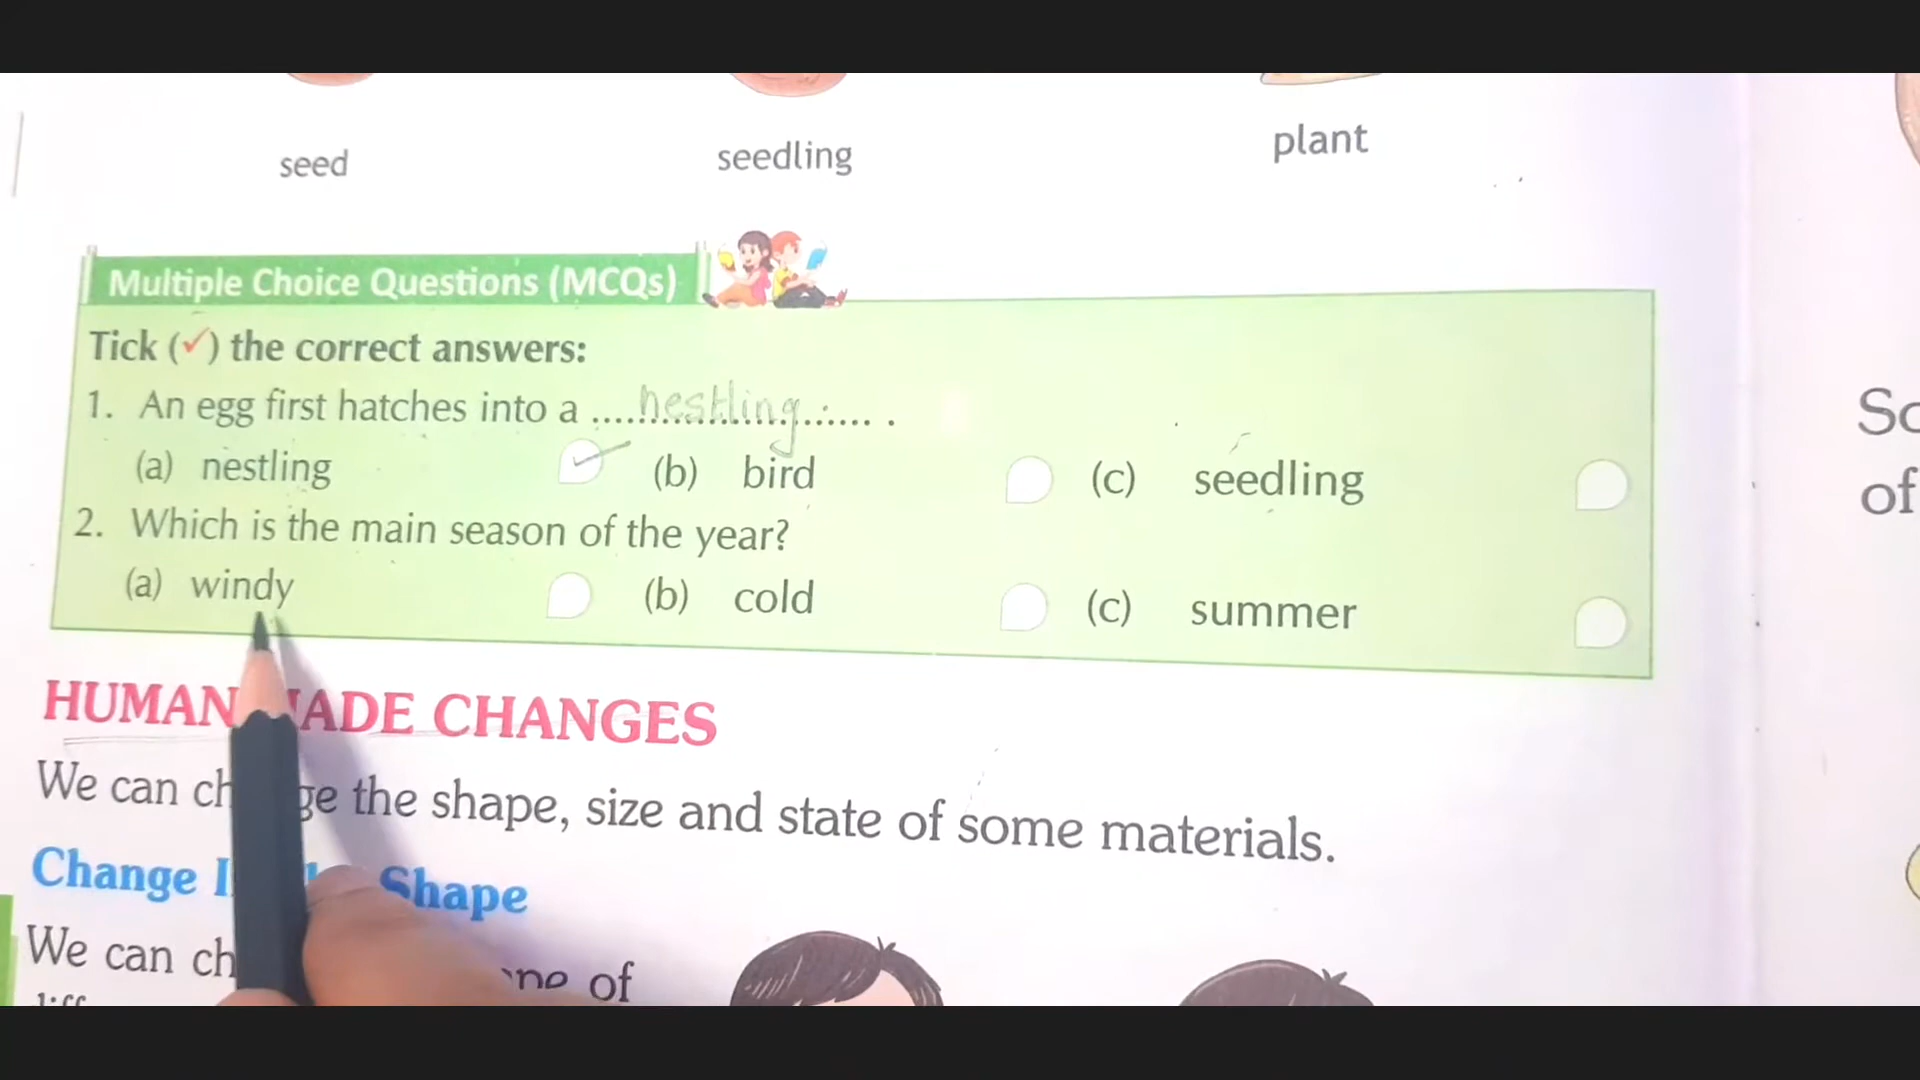 seed seedling plant
Multiple Choice Questions (MCQs)
Tick (✓) the correct answers:
1. An egg first hatches into a ....nestling........ .
(a) nestling ✓ (b) bird (c) seedling
2. Which is the main season of the year?
(a) windy (b) cold (c) summer
HUMAN ADE CHANGES
We can ch ge the shape, size and state of some materials.
Change I Shape
We can ch of
So
of